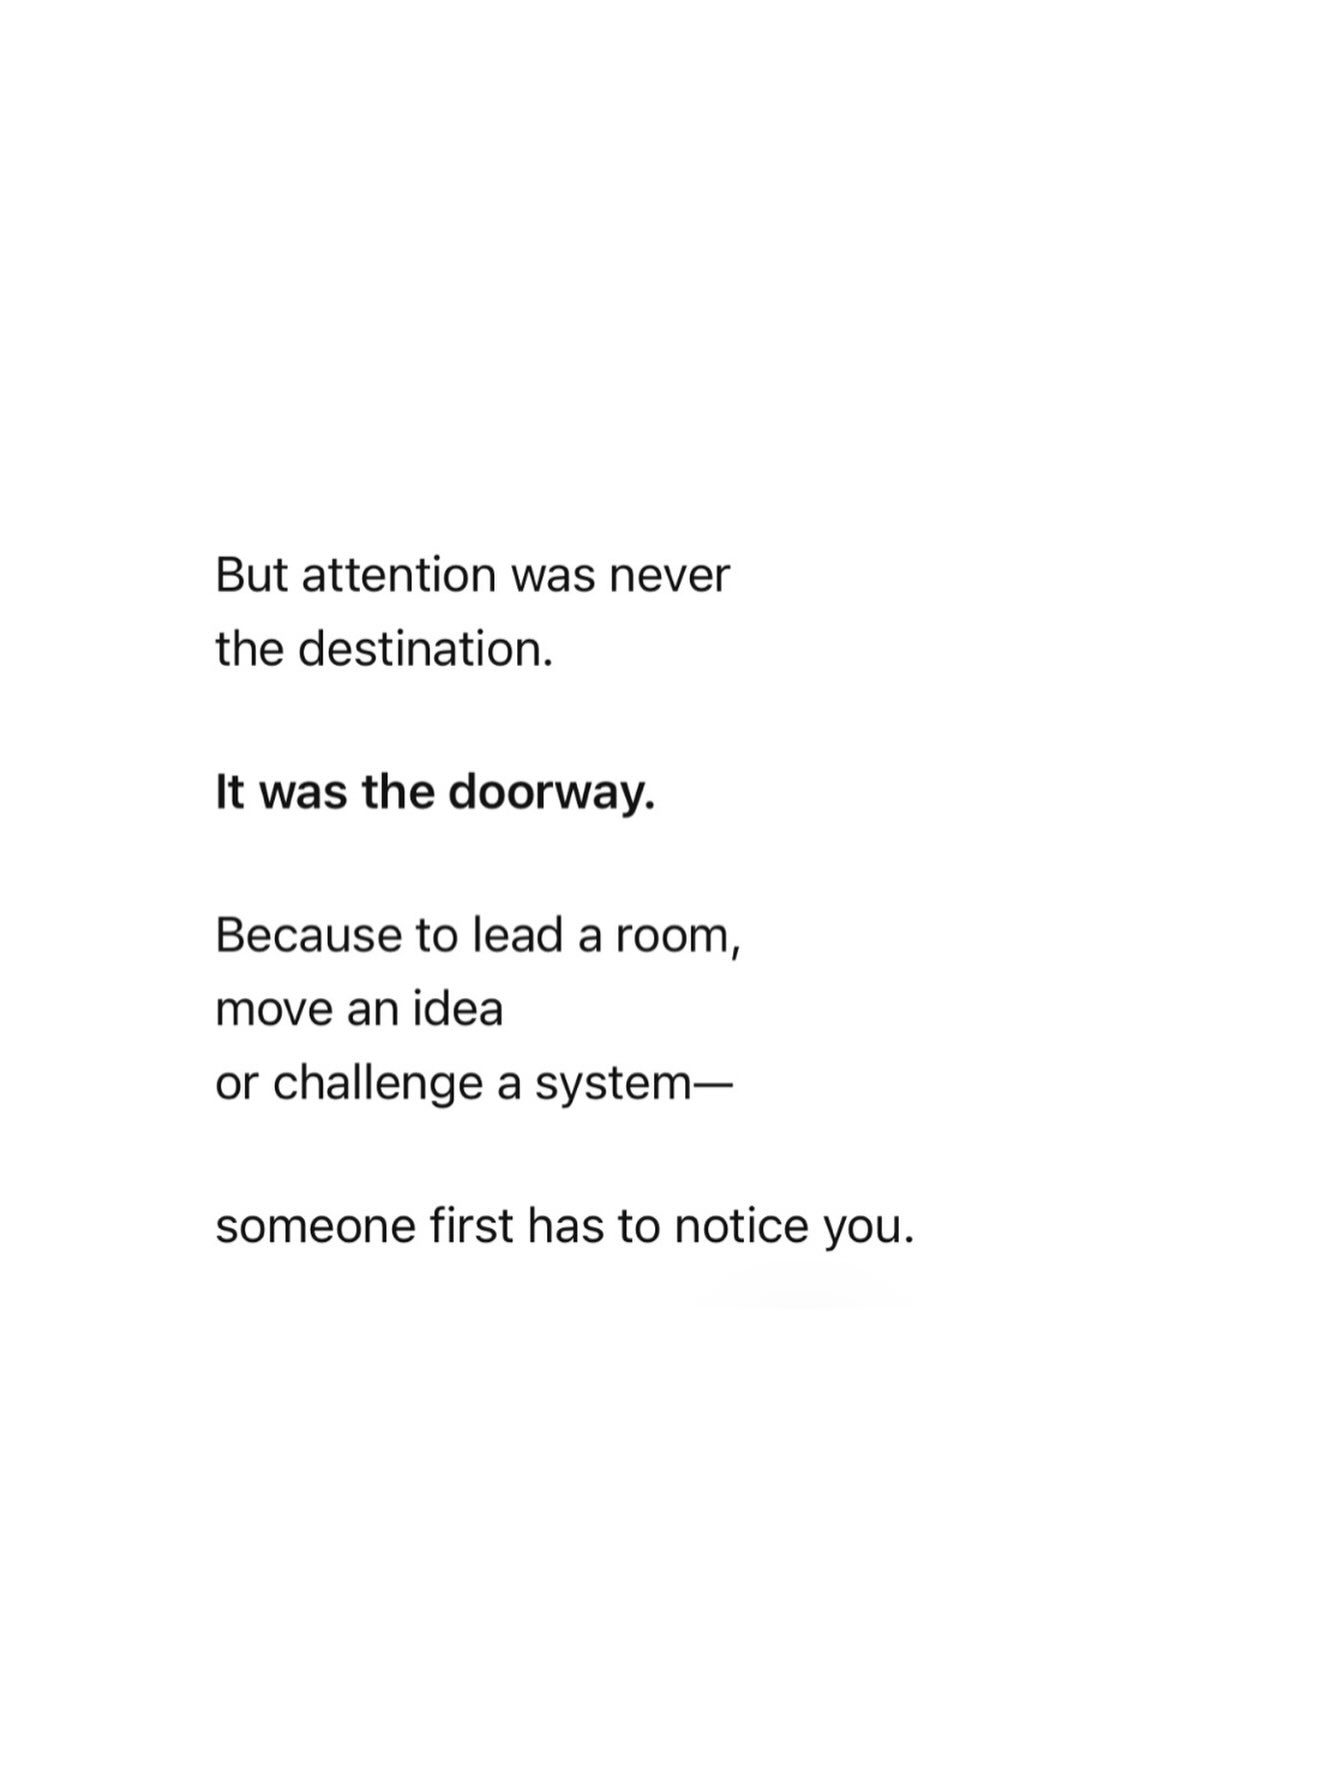 But attention was never
the destination.
It was the doorway.
Because to lead a room,
move an idea
or challenge a system—
someone first has to notice you.